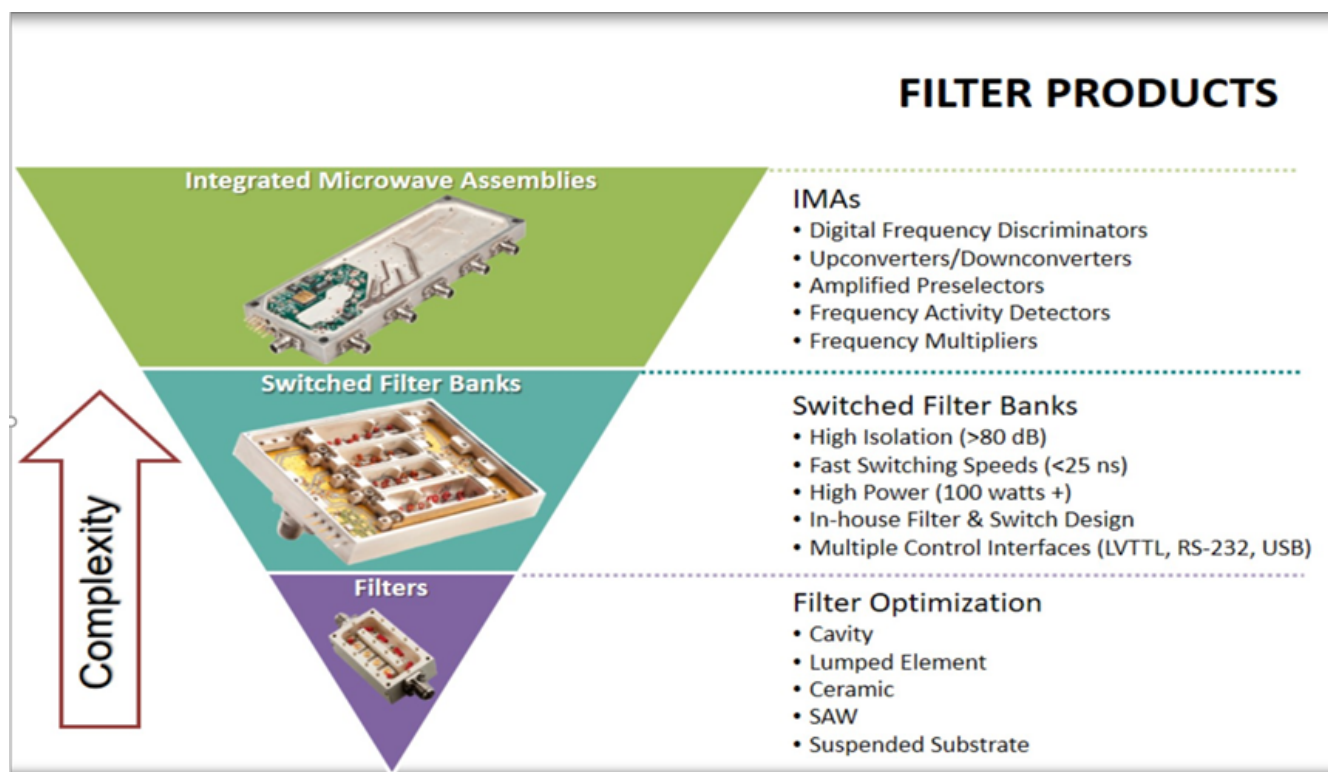 FILTER PRODUCTS
Integrated Microwave Assemblies
IMAs
• Digital Frequency Discriminators
• Upconverters/Downconverters
• Amplified Preselectors
• Frequency Activity Detectors
• Frequency Multipliers
Switched Filter Banks
Switched Filter Banks
• High Isolation (>80 dB)
• Fast Switching Speeds (<25 ns)
• High Power (100 watts +)
• In-house Filter & Switch Design
• Multiple Control Interfaces (LVTTL, RS-232, USB)
Filters
Filter Optimization
• Cavity
• Lumped Element
• Ceramic
• SAW
• Suspended Substrate
Complexity